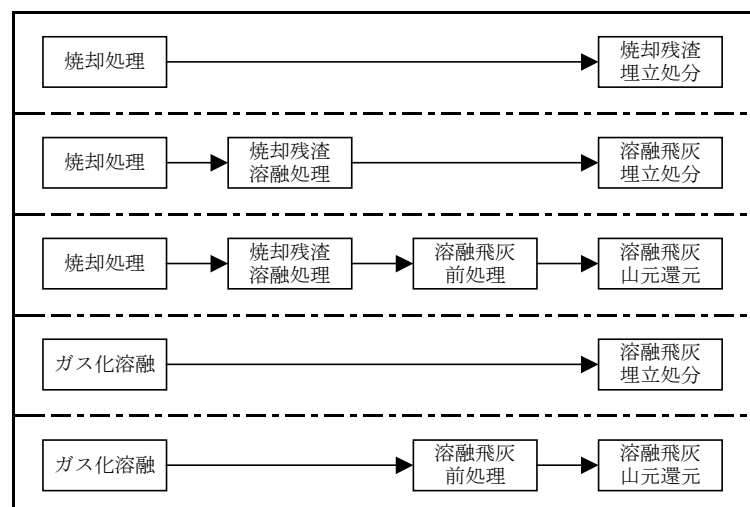 焼却処理
焼却残渣
埋立処分
焼却処理
焼却残渣
溶融処理
溶融飛灰
埋立処分
焼却処理
焼却残渣
溶融処理
溶融飛灰
前処理
溶融飛灰
山元還元
ガス化溶融
溶融飛灰
埋立処分
ガス化溶融
溶融飛灰
前処理
溶融飛灰
山元還元